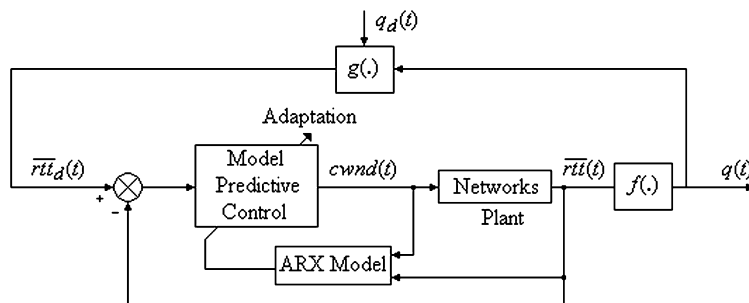 q_d(t)
g(.)
Adaptation
r̅t̅t̅_d(t)
+
−
Model
Predictive
Control
cwnd(t)
Networks
Plant
r̅t̅t̅(t)
f(.)
q(t)
ARX Model